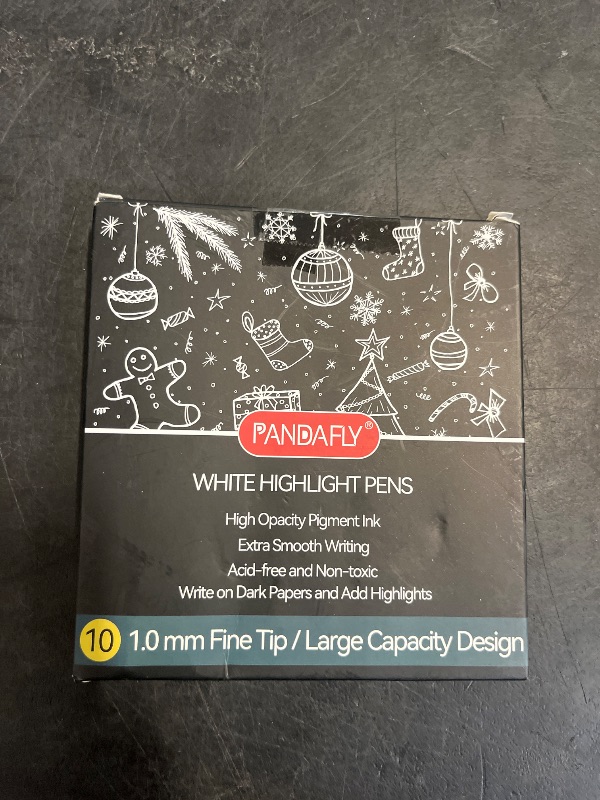 PANDAFLY®
WHITE HIGHLIGHT PENS
High Opacity Pigment Ink
Extra Smooth Writing
Acid-free and Non-toxic
Write on Dark Papers and Add Highlights
10 1.0 mm Fine Tip / Large Capacity Design